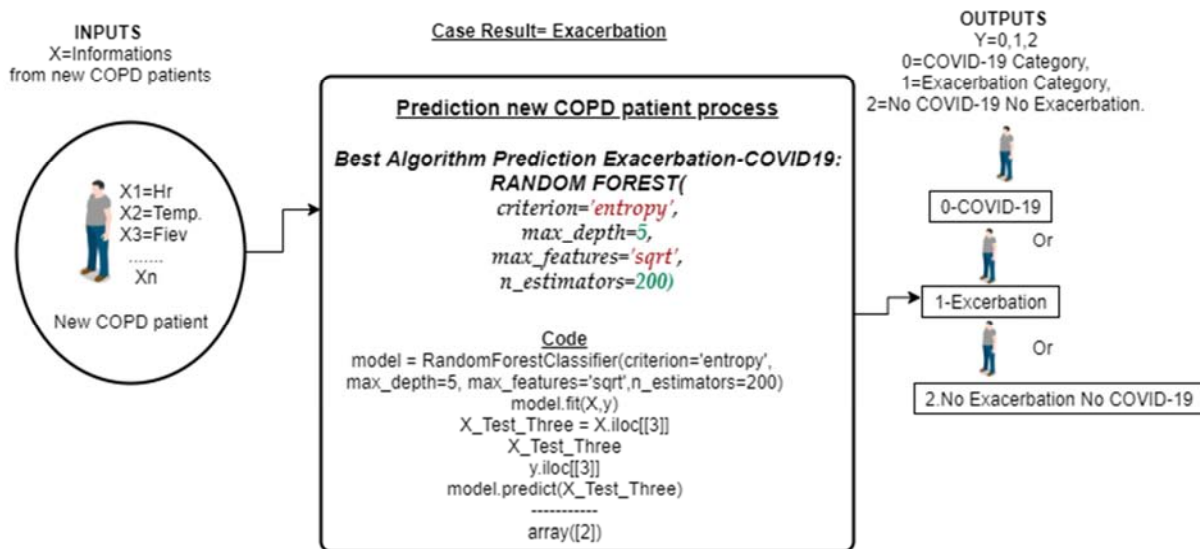 INPUTS
X=Informations
from new COPD patients
X1=Hr
X2=Temp.
X3=Fiev
.......
Xn
New COPD patient
Case Result= Exacerbation
Prediction new COPD patient process
Best Algorithm Prediction Exacerbation-COVID19:
RANDOM FOREST(
criterion='entropy',
max_depth=5,
max_features='sqrt',
n_estimators=200)
Code
model = RandomForestClassifier(criterion='entropy',
max_depth=5, max_features='sqrt',n_estimators=200)
model.fit(X,y)
X_Test_Three = X.iloc[[3]]
X_Test_Three
y.iloc[[3]]
model.predict(X_Test_Three)
-----------
array([2])
OUTPUTS
Y=0,1,2
0=COVID-19 Category,
1=Exacerbation Category,
2=No COVID-19 No Exacerbation.
0-COVID-19
Or
1-Excerbation
Or
2.No Exacerbation No COVID-19